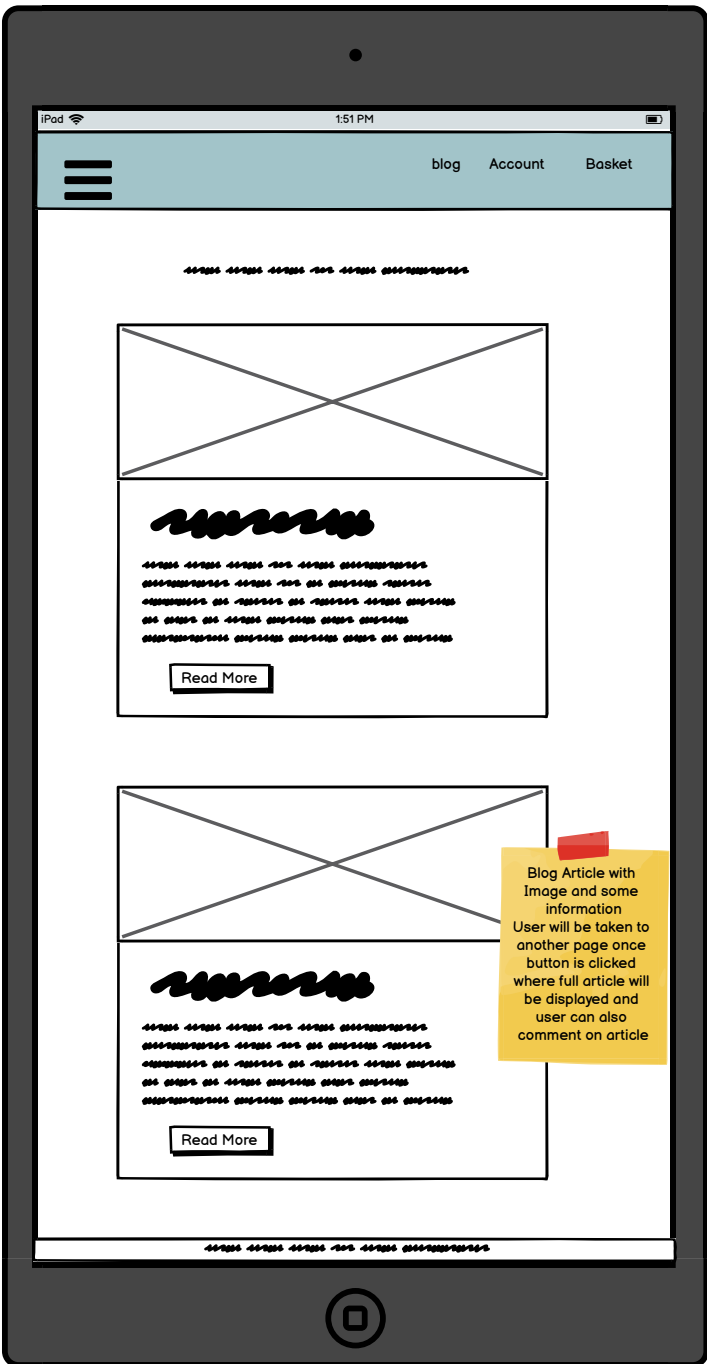 iPad 1:51 PM
blog Account Basket
Read More
Blog Article with
Image and some
information
User will be taken to
another page once
button is clicked
where full article will
be displayed and
user can also
comment on article
Read More